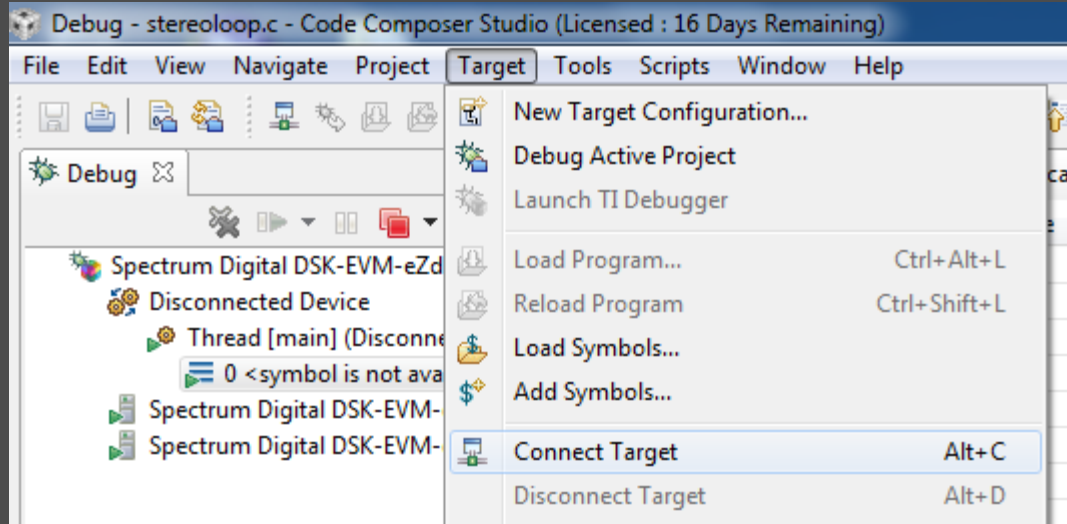 Debug - stereoloop.c - Code Composer Studio (Licensed : 16 Days Remaining)
File Edit View Navigate Project Target Tools Scripts Window Help
New Target Configuration...
Debug Active Project
Launch TI Debugger
Load Program... Ctrl+Alt+L
Reload Program Ctrl+Shift+L
Load Symbols...
Add Symbols...
Connect Target Alt+C
Disconnect Target Alt+D
Debug
Spectrum Digital DSK-EVM-eZd
Disconnected Device
Thread [main] (Disconne
0 <symbol is not ava
Spectrum Digital DSK-EVM-
Spectrum Digital DSK-EVM-